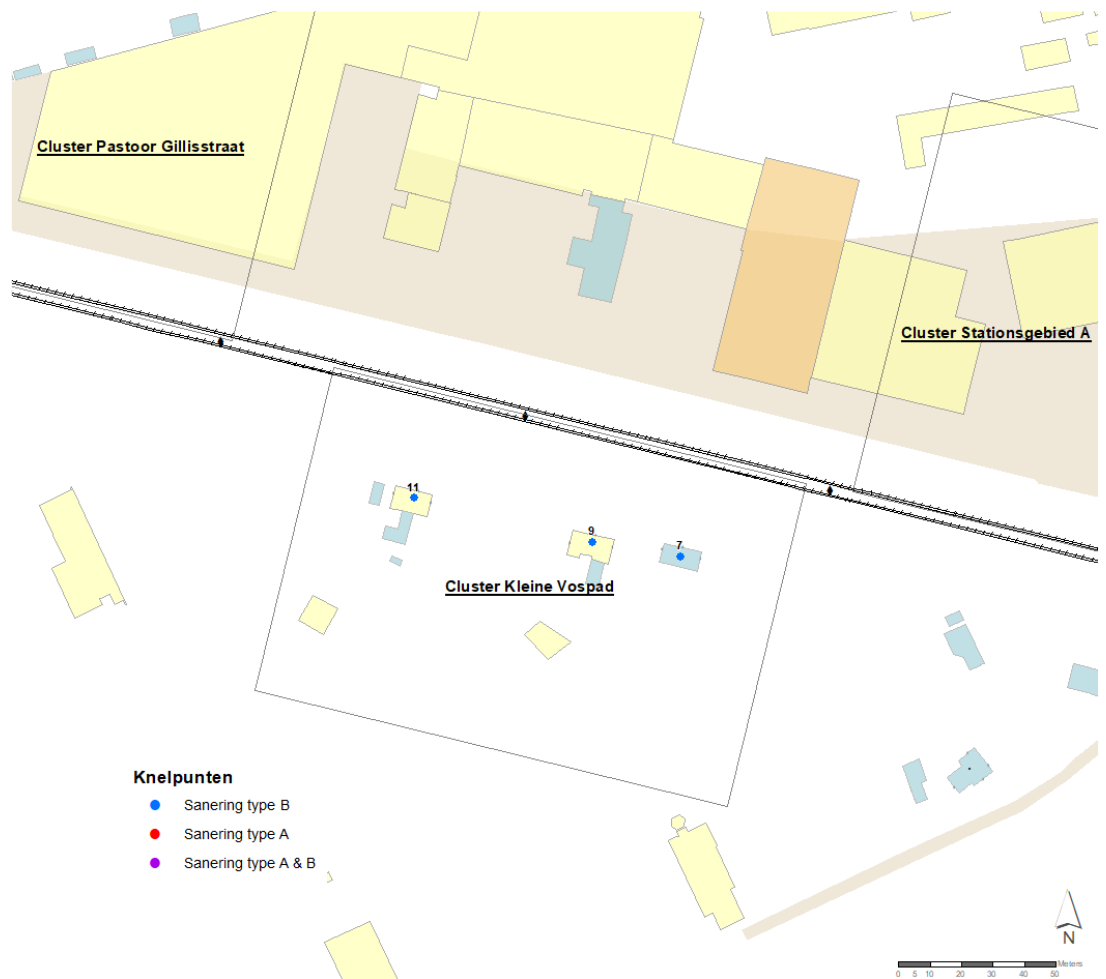 Cluster Pastoor Gillisstraat
Cluster Stationsgebied A
11
9
7
Cluster Kleine Vospad
Knelpunten
Sanering type B
Sanering type A
Sanering type A & B
N
Meters
0 5 10 20 30 40 50